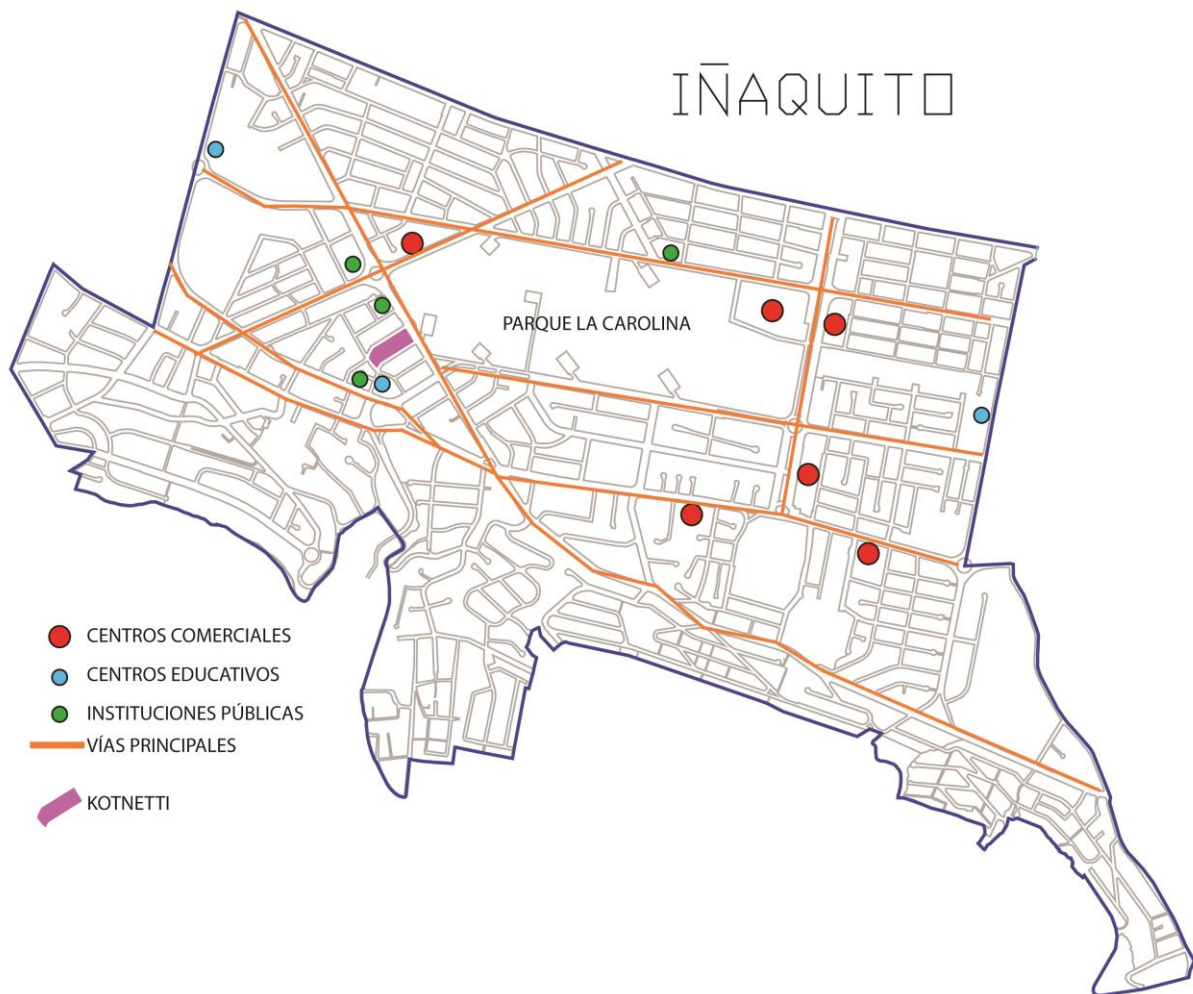 IÑAQUITO
PARQUE LA CAROLINA
CENTROS COMERCIALES
CENTROS EDUCATIVOS
INSTITUCIONES PÚBLICAS
VÍAS PRINCIPALES
KOTNETTI